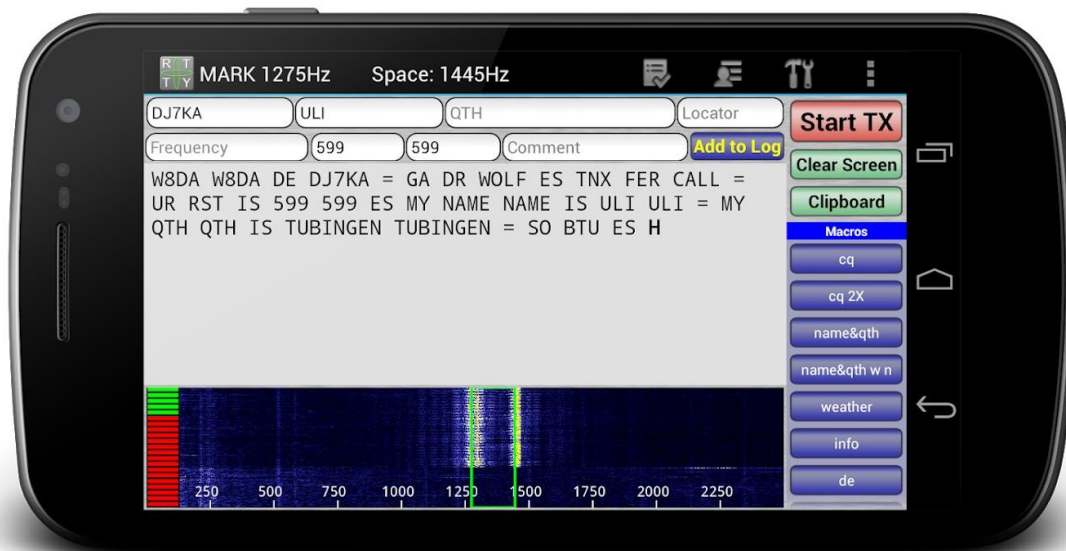 RTTY MARK 1275Hz Space: 1445Hz
DJ7KA ULI QTH Locator
Start TX
Frequency 599 599 Comment Add to Log
Clear Screen
W8DA W8DA DE DJ7KA = GA DR WOLF ES TNX FER CALL =
UR RST IS 599 599 ES MY NAME NAME IS ULI ULI = MY
QTH QTH IS TUBINGEN TUBINGEN = SO BTU ES H
Clipboard
Macros
cq
cq 2X
name&qth
name&qth w n
weather
info
de
250 500 750 1000 1250 1500 1750 2000 2250